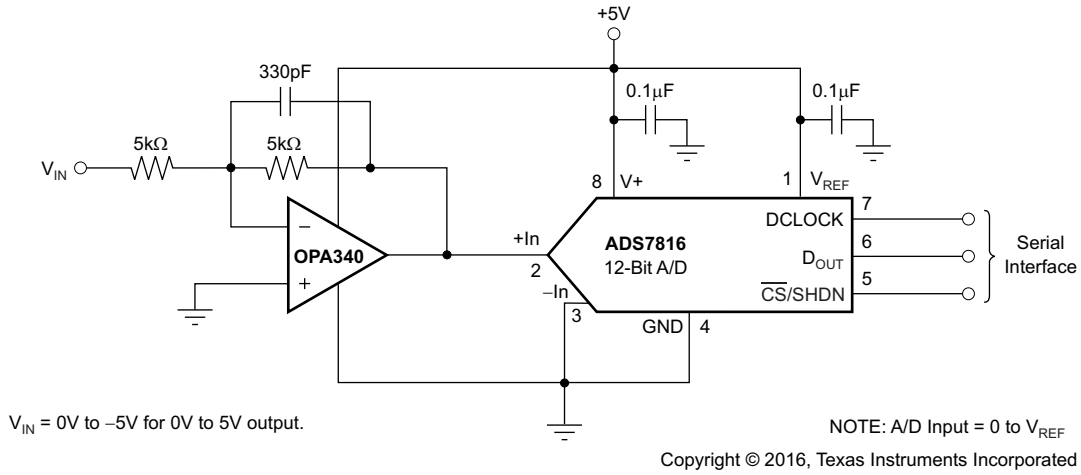 +5V
330pF
0.1μF
0.1μF
5kΩ
5kΩ
V_IN
8 V+
1 V_REF
DCLOCK 7
−
OPA340
+
+In
2
ADS7816
12-Bit A/D
D_OUT 6
Serial
Interface
−In
3
C̅S̅/SHDN 5
GND 4
V_IN = 0V to −5V for 0V to 5V output.
NOTE: A/D Input = 0 to V_REF
Copyright © 2016, Texas Instruments Incorporated